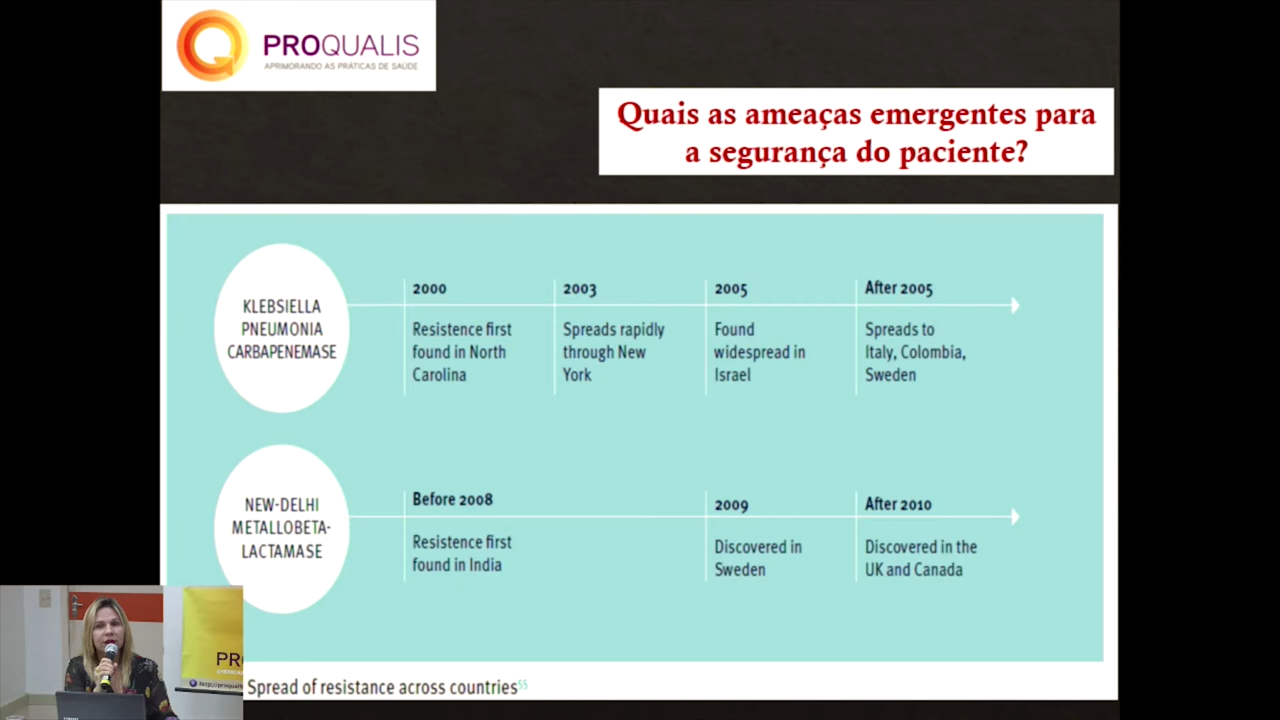 PROQUALIS
APRIMORANDO AS PRÁTICAS DE SAÚDE
Quais as ameaças emergentes para
a segurança do paciente?
KLEBSIELLA
PNEUMONIA
CARBAPENEMASE
2000
Resistence first
found in North
Carolina
2003
Spreads rapidly
through New
York
2005
Found
widespread in
Israel
After 2005
Spreads to
Italy, Colombia,
Sweden
NEW-DELHI
METALLOBETA-
LACTAMASE
Before 2008
Resistence first
found in India
2009
Discovered in
Sweden
After 2010
Discovered in the
UK and Canada
PR
Spread of resistance across countries⁵⁵